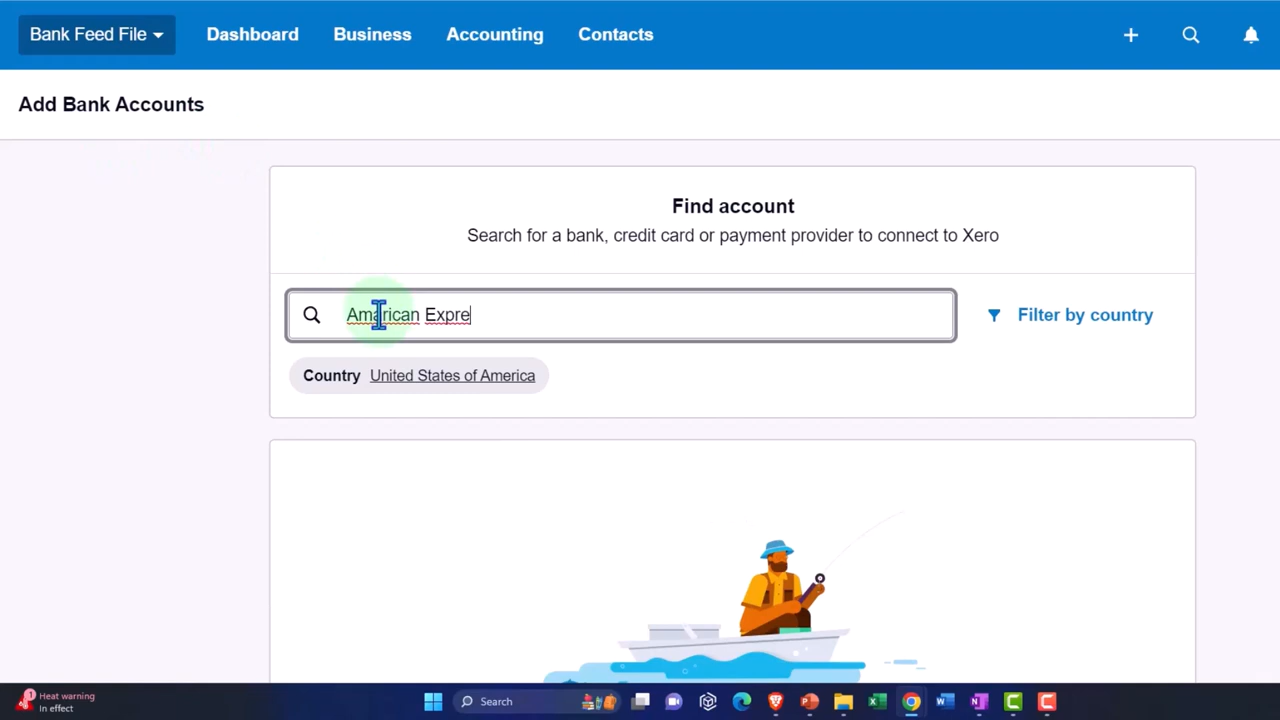 Bank Feed File Dashboard Business Accounting Contacts
Add Bank Accounts
Find account
Search for a bank, credit card or payment provider to connect to Xero
Amarican Expre Filter by country
Country United States of America
1 Heat warning
In effect
Search